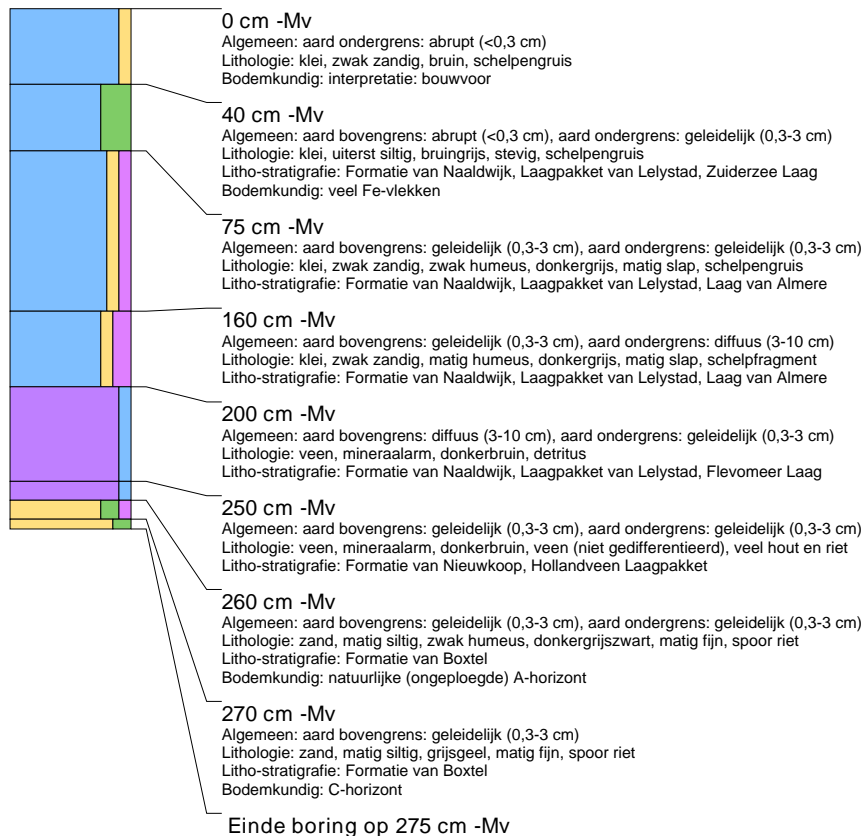 0 cm -Mv
Algemeen: aard ondergrens: abrupt (<0,3 cm)
Lithologie: klei, zwak zandig, bruin, schelpengruis
Bodemkundig: interpretatie: bouwvoor
40 cm -Mv
Algemeen: aard bovengrens: abrupt (<0,3 cm), aard ondergrens: geleidelijk (0,3-3 cm)
Lithologie: klei, uiterst siltig, bruingrijs, stevig, schelpengruis
Litho-stratigrafie: Formatie van Naaldwijk, Laagpakket van Lelystad, Zuiderzee Laag
Bodemkundig: veel Fe-vlekken
75 cm -Mv
Algemeen: aard bovengrens: geleidelijk (0,3-3 cm), aard ondergrens: geleidelijk (0,3-3 cm)
Lithologie: klei, zwak zandig, zwak humeus, donkergrijs, matig slap, schelpengruis
Litho-stratigrafie: Formatie van Naaldwijk, Laagpakket van Lelystad, Laag van Almere
160 cm -Mv
Algemeen: aard bovengrens: geleidelijk (0,3-3 cm), aard ondergrens: diffuus (3-10 cm)
Lithologie: klei, zwak zandig, matig humeus, donkergrijs, matig slap, schelpfragment
Litho-stratigrafie: Formatie van Naaldwijk, Laagpakket van Lelystad, Laag van Almere
200 cm -Mv
Algemeen: aard bovengrens: diffuus (3-10 cm), aard ondergrens: geleidelijk (0,3-3 cm)
Lithologie: veen, mineraalarm, donkerbruin, detritus
Litho-stratigrafie: Formatie van Naaldwijk, Laagpakket van Lelystad, Flevomeer Laag
250 cm -Mv
Algemeen: aard bovengrens: geleidelijk (0,3-3 cm), aard ondergrens: geleidelijk (0,3-3 cm)
Lithologie: veen, mineraalarm, donkerbruin, veen (niet gedifferentieerd), veel hout en riet
Litho-stratigrafie: Formatie van Nieuwkoop, Hollandveen Laagpakket
260 cm -Mv
Algemeen: aard bovengrens: geleidelijk (0,3-3 cm), aard ondergrens: geleidelijk (0,3-3 cm)
Lithologie: zand, matig siltig, zwak humeus, donkergrijszwart, matig fijn, spoor riet
Litho-stratigrafie: Formatie van Boxtel
Bodemkundig: natuurlijke (ongeploegde) A-horizont
270 cm -Mv
Algemeen: aard bovengrens: geleidelijk (0,3-3 cm)
Lithologie: zand, matig siltig, grijsgeel, matig fijn, spoor riet
Litho-stratigrafie: Formatie van Boxtel
Bodemkundig: C-horizont
Einde boring op 275 cm -Mv